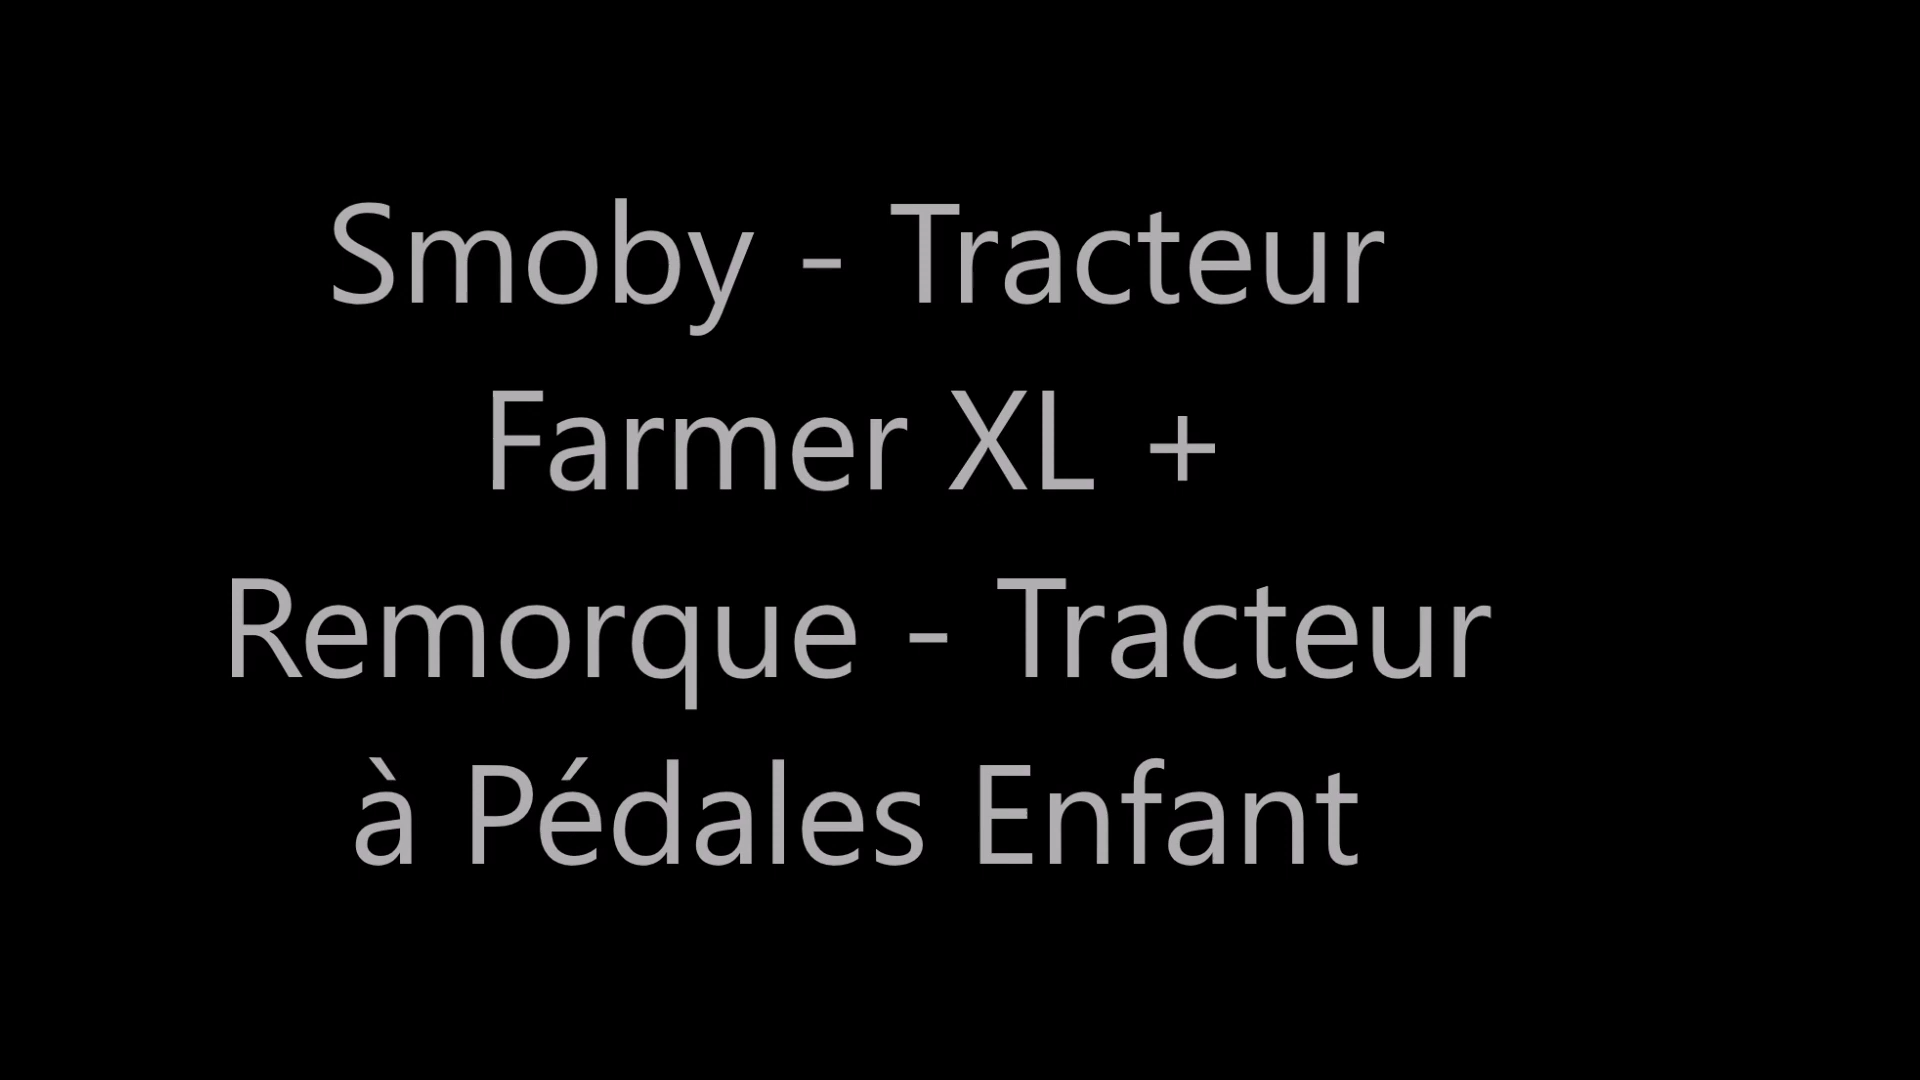 Smoby - Tracteur
Farmer XL +
Remorque - Tracteur
à Pédales Enfant